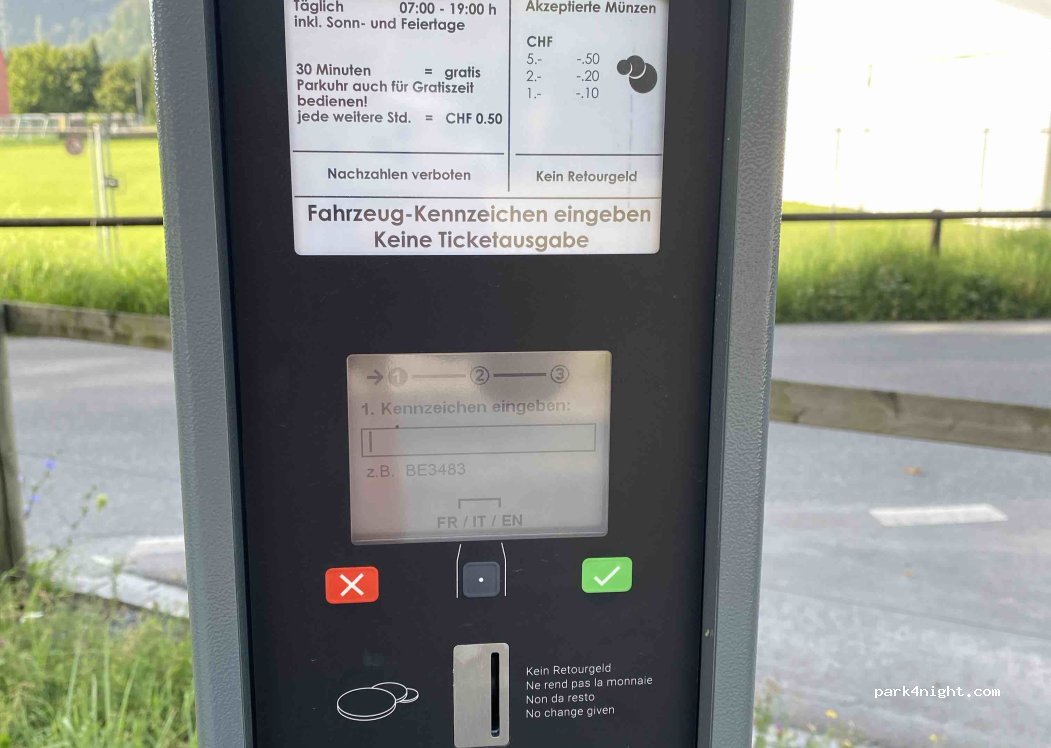 Täglich 07:00 - 19:00 h
inkl. Sonn- und Feiertage
30 Minuten = gratis
Parkuhr auch für Gratiszeit
bedienen!
jede weitere Std. = CHF 0.50
Nachzahlen verboten
Akzeptierte Münzen
CHF
5.- -.50
2.- -.20
1.- -.10
Kein Retourgeld
Fahrzeug-Kennzeichen eingeben
Keine Ticketausgabe
1 2 3
1. Kennzeichen eingeben:
z.B. BE3483
FR / IT / EN
Kein Retourgeld
Ne rend pas la monnaie
Non da resto
No change given
park4night.com